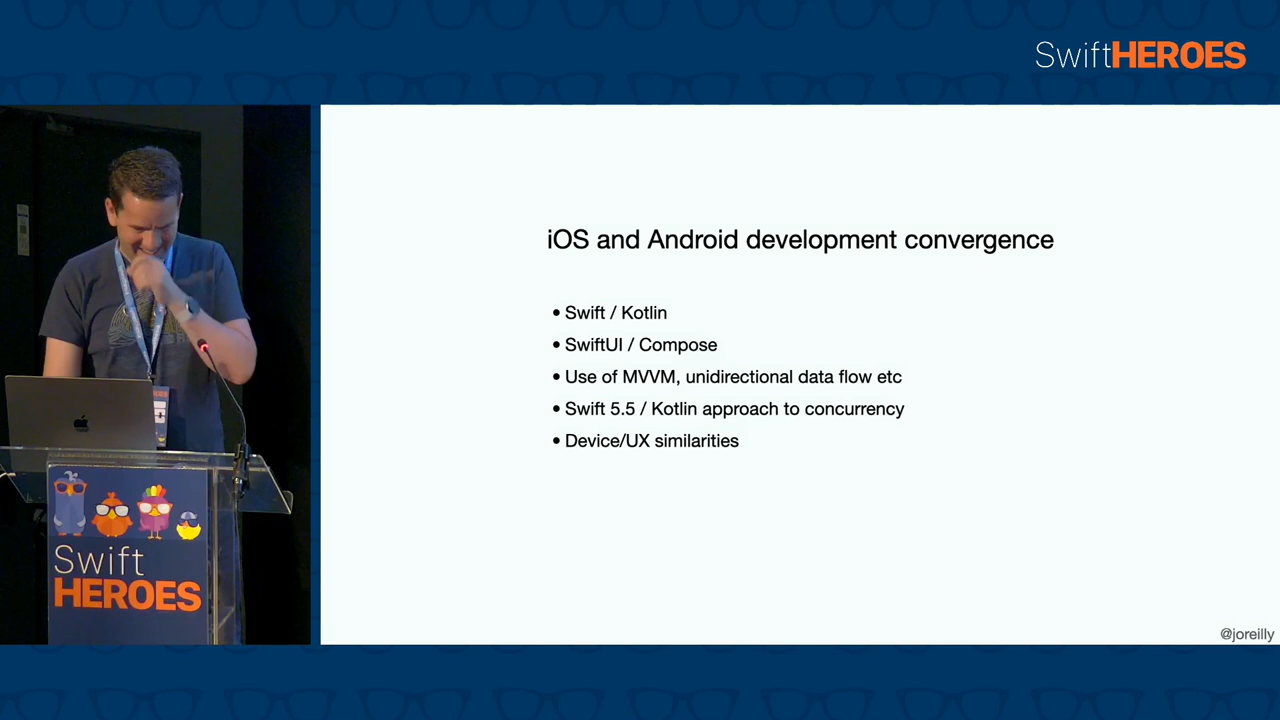 SwiftHEROES
iOS and Android development convergence
• Swift / Kotlin
• SwiftUI / Compose
• Use of MVVM, unidirectional data flow etc
• Swift 5.5 / Kotlin approach to concurrency
• Device/UX similarities
@joreilly
Swift
HEROES